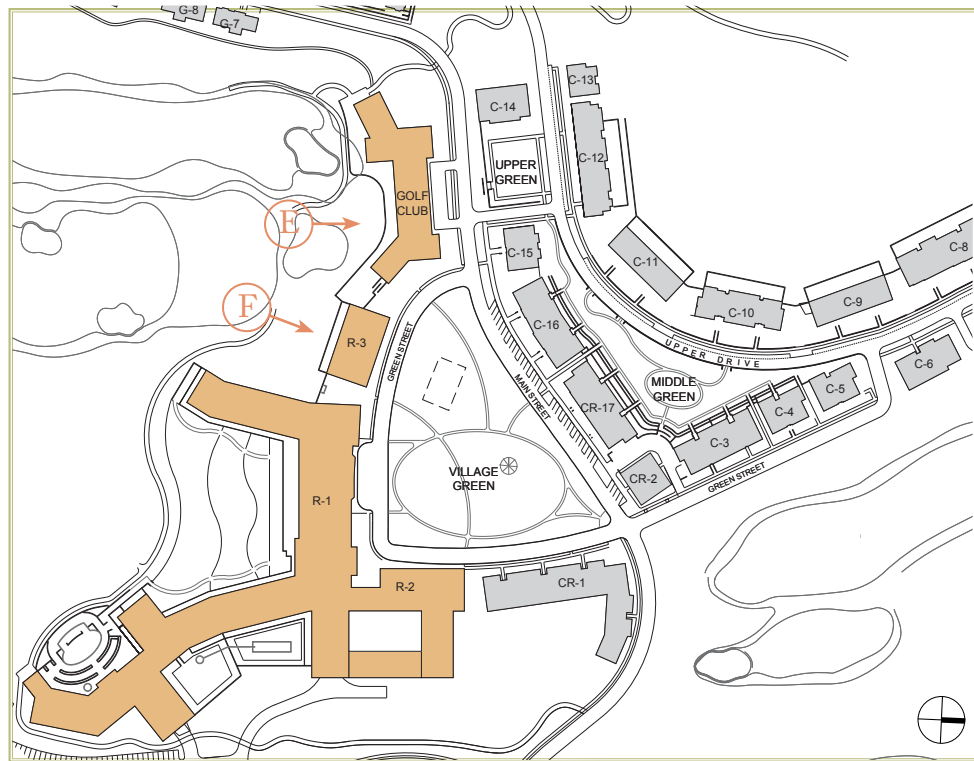 G-8
G-7
C-13
C-14
C-12
UPPER
GREEN
GOLF
CLUB
E
C-15
C-11
C-8
F
C-16
C-10
C-9
R-3
GREEN STREET
UPPER DRIVE
C-6
MAIN STREET
MIDDLE
GREEN
C-5
CR-17
C-4
C-3
VILLAGE
GREEN
CR-2
GREEN STREET
R-1
R-2
CR-1